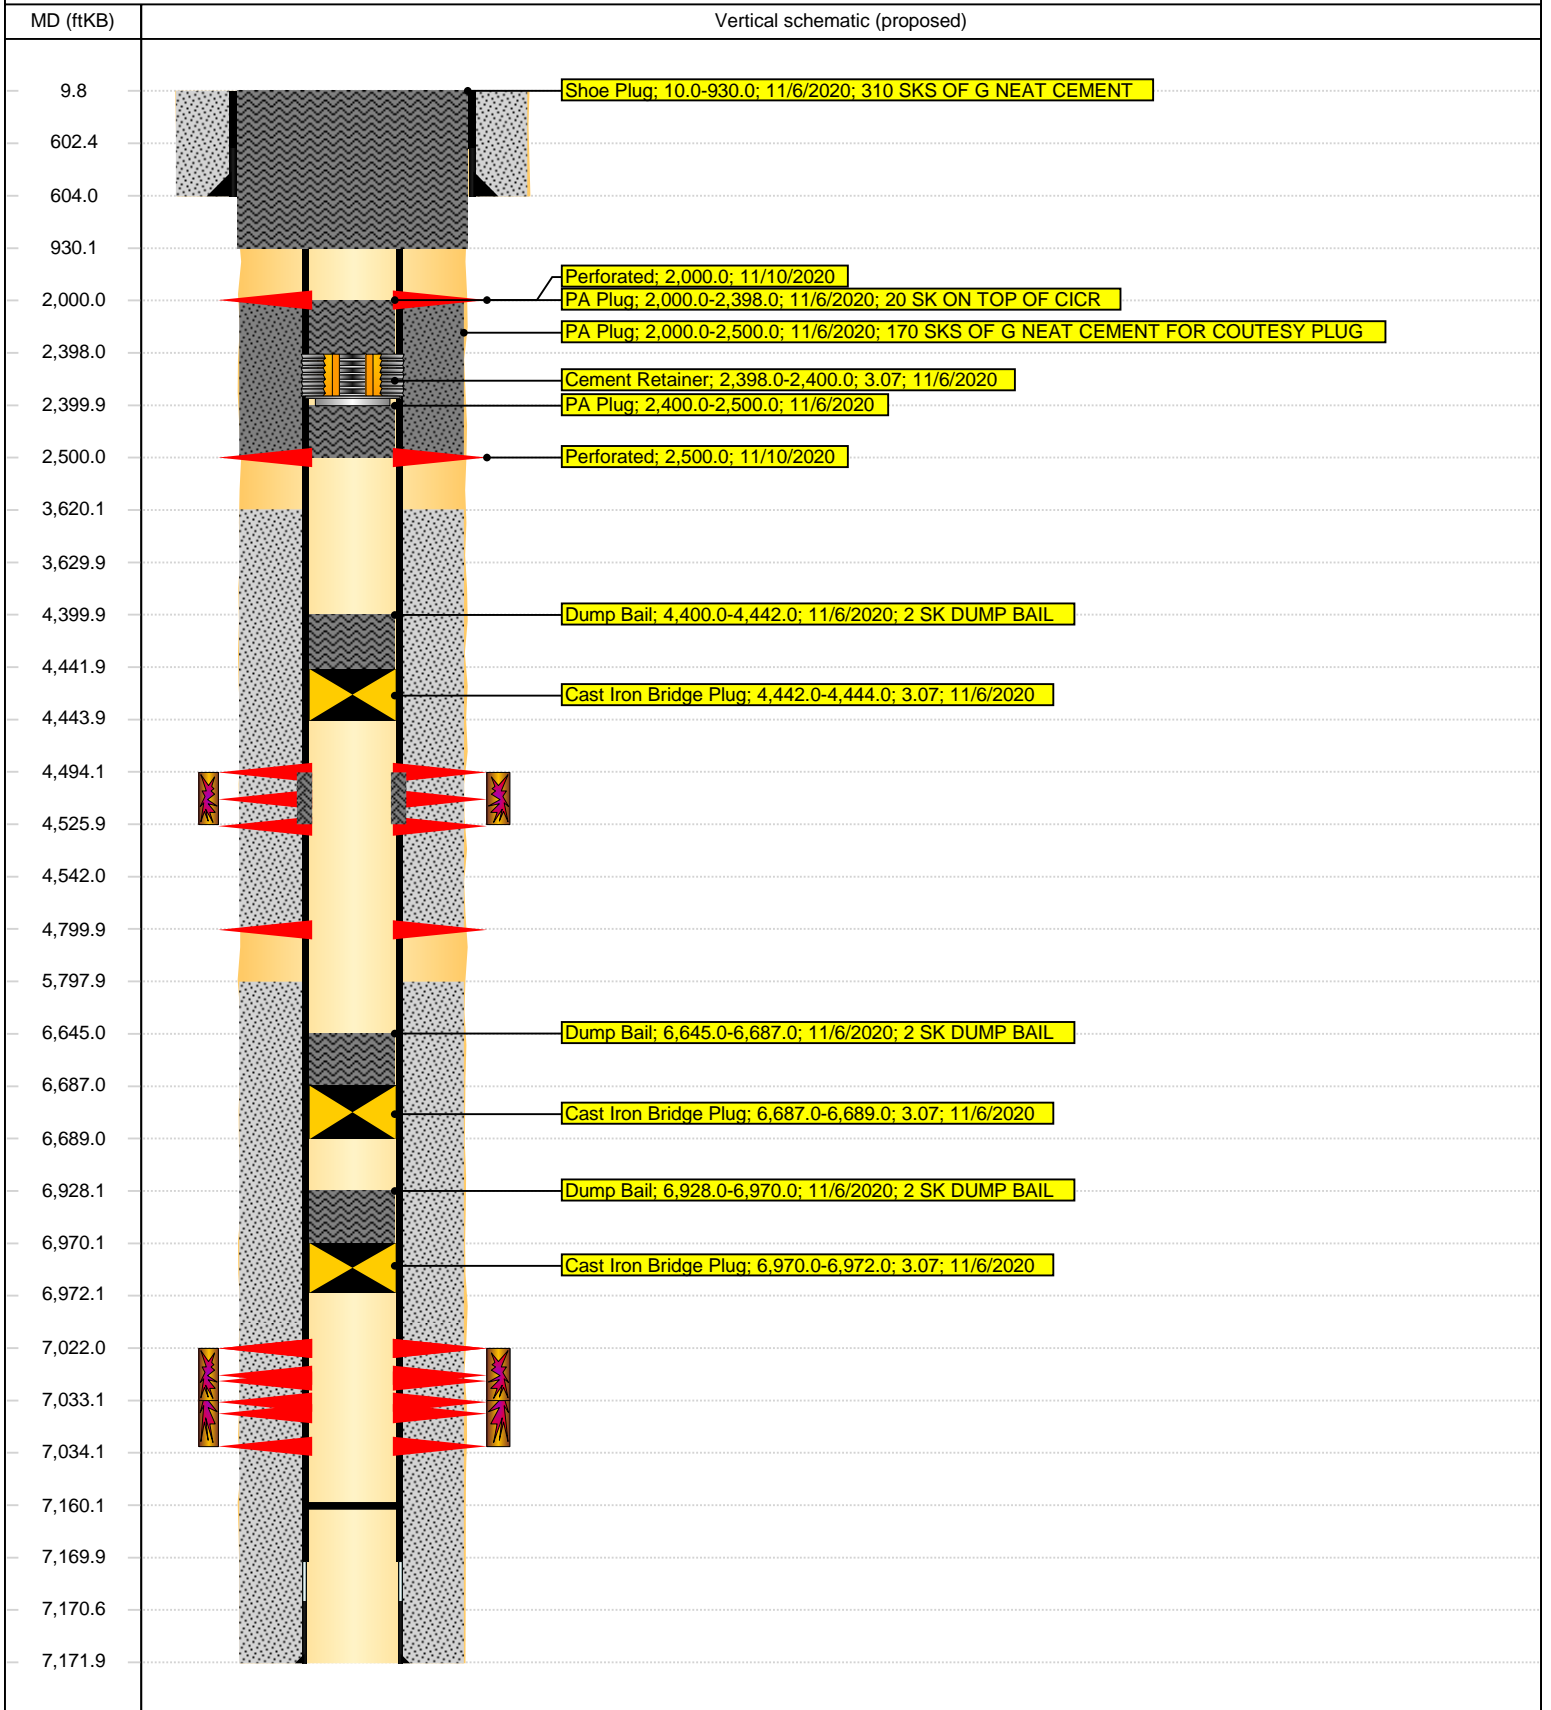 MD (ftKB)
Vertical schematic (proposed)
9.8
Shoe Plug; 10.0-930.0; 11/6/2020; 310 SKS OF G NEAT CEMENT
602.4
604.0
930.1
Perforated; 2,000.0; 11/10/2020
2,000.0
PA Plug; 2,000.0-2,398.0; 11/6/2020; 20 SK ON TOP OF CICR
PA Plug; 2,000.0-2,500.0; 11/6/2020; 170 SKS OF G NEAT CEMENT FOR COUTESY PLUG
2,398.0
Cement Retainer; 2,398.0-2,400.0; 3.07; 11/6/2020
2,399.9
PA Plug; 2,400.0-2,500.0; 11/6/2020
2,500.0
Perforated; 2,500.0; 11/10/2020
3,620.1
3,629.9
4,399.9
Dump Bail; 4,400.0-4,442.0; 11/6/2020; 2 SK DUMP BAIL
4,441.9
Cast Iron Bridge Plug; 4,442.0-4,444.0; 3.07; 11/6/2020
4,443.9
4,494.1
4,525.9
4,542.0
4,799.9
5,797.9
6,645.0
Dump Bail; 6,645.0-6,687.0; 11/6/2020; 2 SK DUMP BAIL
6,687.0
Cast Iron Bridge Plug; 6,687.0-6,689.0; 3.07; 11/6/2020
6,689.0
6,928.1
Dump Bail; 6,928.0-6,970.0; 11/6/2020; 2 SK DUMP BAIL
6,970.1
Cast Iron Bridge Plug; 6,970.0-6,972.0; 3.07; 11/6/2020
6,972.1
7,022.0
7,033.1
7,034.1
7,160.1
7,169.9
7,170.6
7,171.9